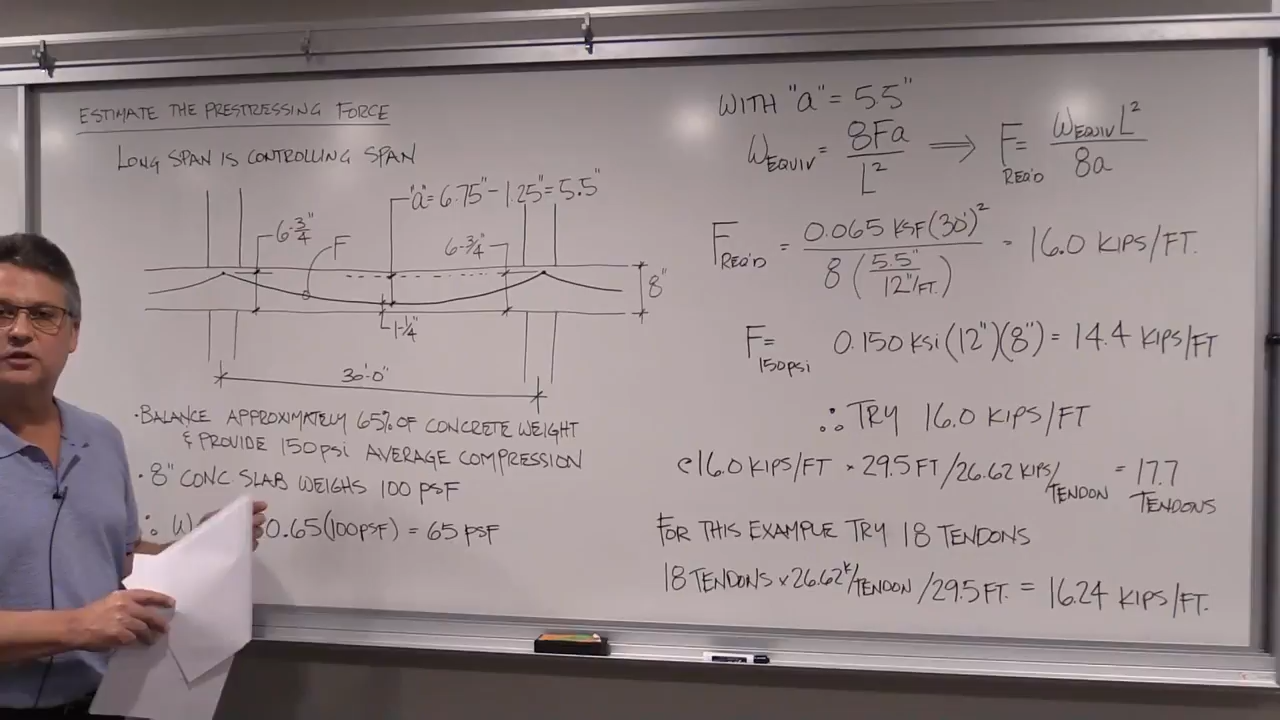 ESTIMATE THE PRESTRESSING FORCE
LONG SPAN IS CONTROLLING SPAN
"a" = 6.75" - 1.25" = 5.5"
6-3/4"
F
6-3/4"
8"
1-1/4"
30'-0"
· BALANCE APPROXIMATELY 65% OF CONCRETE WEIGHT
& PROVIDE 150 psi AVERAGE COMPRESSION
· 8" CONC. SLAB WEIGHS 100 PSF
∴ W 0.65(100 PSF) = 65 PSF
WITH "a" = 5.5"
W_EQUIV = 8Fa / L² ⟹ F_REQ'D = W_EQUIV L² / 8a
F_REQ'D = 0.065 KSF (30')² / 8 (5.5" / 12"/FT.) = 16.0 KIPS/FT.
F_150psi = 0.150 KSi (12")(8") = 14.4 KIPS/FT
∴ TRY 16.0 KIPS/FT
@ 16.0 KIPS/FT × 29.5 FT / 26.62 KIPS/TENDON = 17.7 TENDONS
FOR THIS EXAMPLE TRY 18 TENDONS
18 TENDONS × 26.62 K/TENDON / 29.5 FT. = 16.24 KIPS/FT.